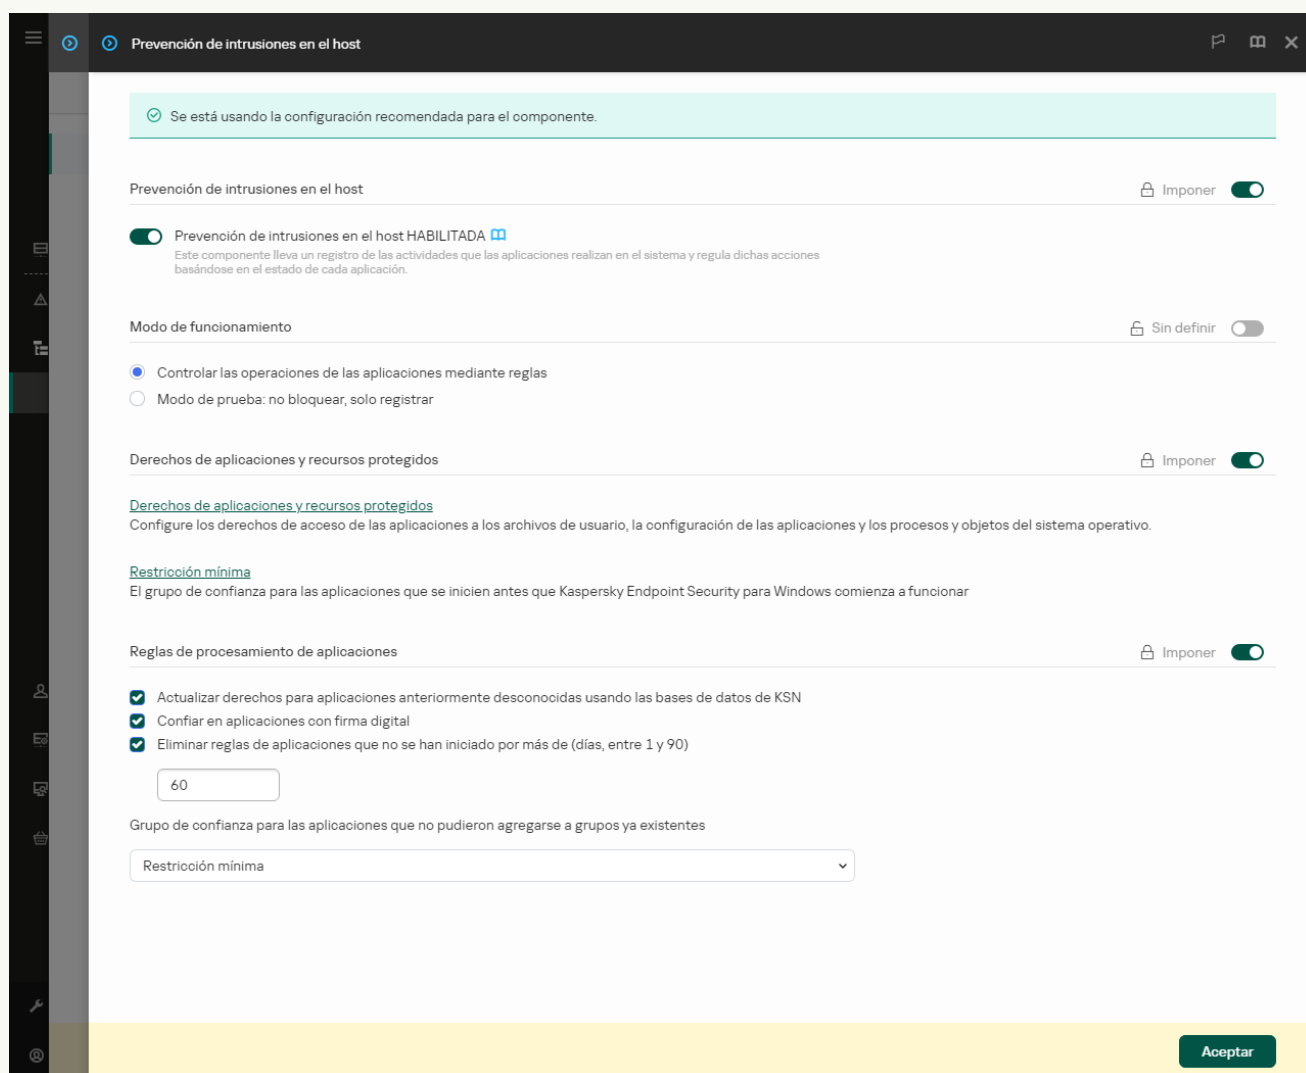 Prevención de intrusiones en el host
Se está usando la configuración recomendada para el componente.
Prevención de intrusiones en el host Imponer
Prevención de intrusiones en el host HABILITADA
Este componente lleva un registro de las actividades que las aplicaciones realizan en el sistema y regula dichas acciones
basándose en el estado de cada aplicación.
Modo de funcionamiento Sin definir
Controlar las operaciones de las aplicaciones mediante reglas
Modo de prueba: no bloquear, solo registrar
Derechos de aplicaciones y recursos protegidos Imponer
Derechos de aplicaciones y recursos protegidos
Configure los derechos de acceso de las aplicaciones a los archivos de usuario, la configuración de las aplicaciones y los procesos y objetos del sistema operativo.
Restricción mínima
El grupo de confianza para las aplicaciones que se inicien antes que Kaspersky Endpoint Security para Windows comienza a funcionar
Reglas de procesamiento de aplicaciones Imponer
Actualizar derechos para aplicaciones anteriormente desconocidas usando las bases de datos de KSN
Confiar en aplicaciones con firma digital
Eliminar reglas de aplicaciones que no se han iniciado por más de (días, entre 1 y 90)
60
Grupo de confianza para las aplicaciones que no pudieron agregarse a grupos ya existentes
Restricción mínima
Aceptar